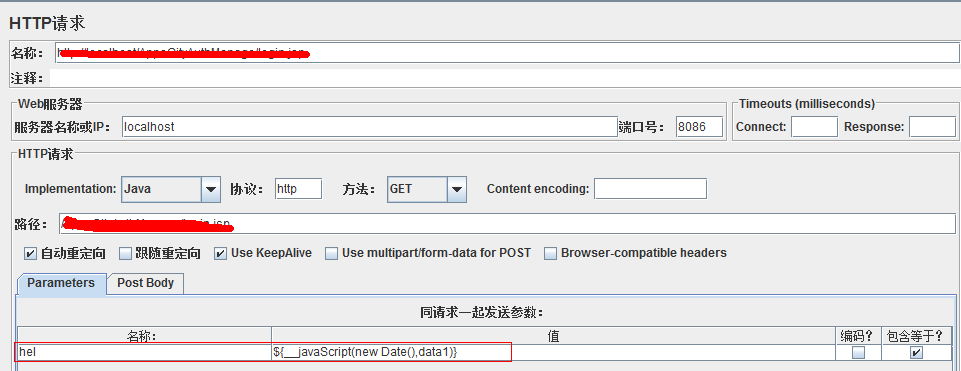 HTTP请求
名称:
注释:
Web服务器
服务器名称或IP: localhost 端口号: 8086
Timeouts (milliseconds)
Connect: Response:
HTTP请求
Implementation: Java 协议: http 方法: GET Content encoding:
路径:
自动重定向 跟随重定向 Use KeepAlive Use multipart/form-data for POST Browser-compatible headers
Parameters Post Body
同请求一起发送参数:
名称: 值 编码? 包含等于?
hel ${__javaScript(new Date(),data1)}